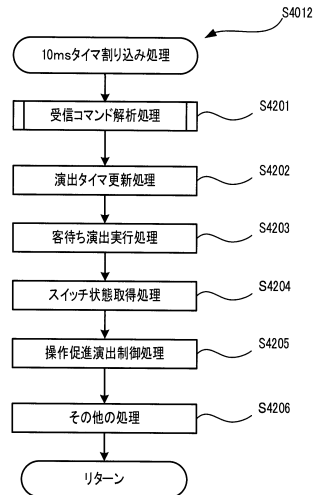 S4012
10msタイマ割り込み処理
受信コマンド解析処理
S4201
演出タイマ更新処理
S4202
客待ち演出実行処理
S4203
スイッチ状態取得処理
S4204
操作促進演出制御処理
S4205
その他の処理
S4206
リターン